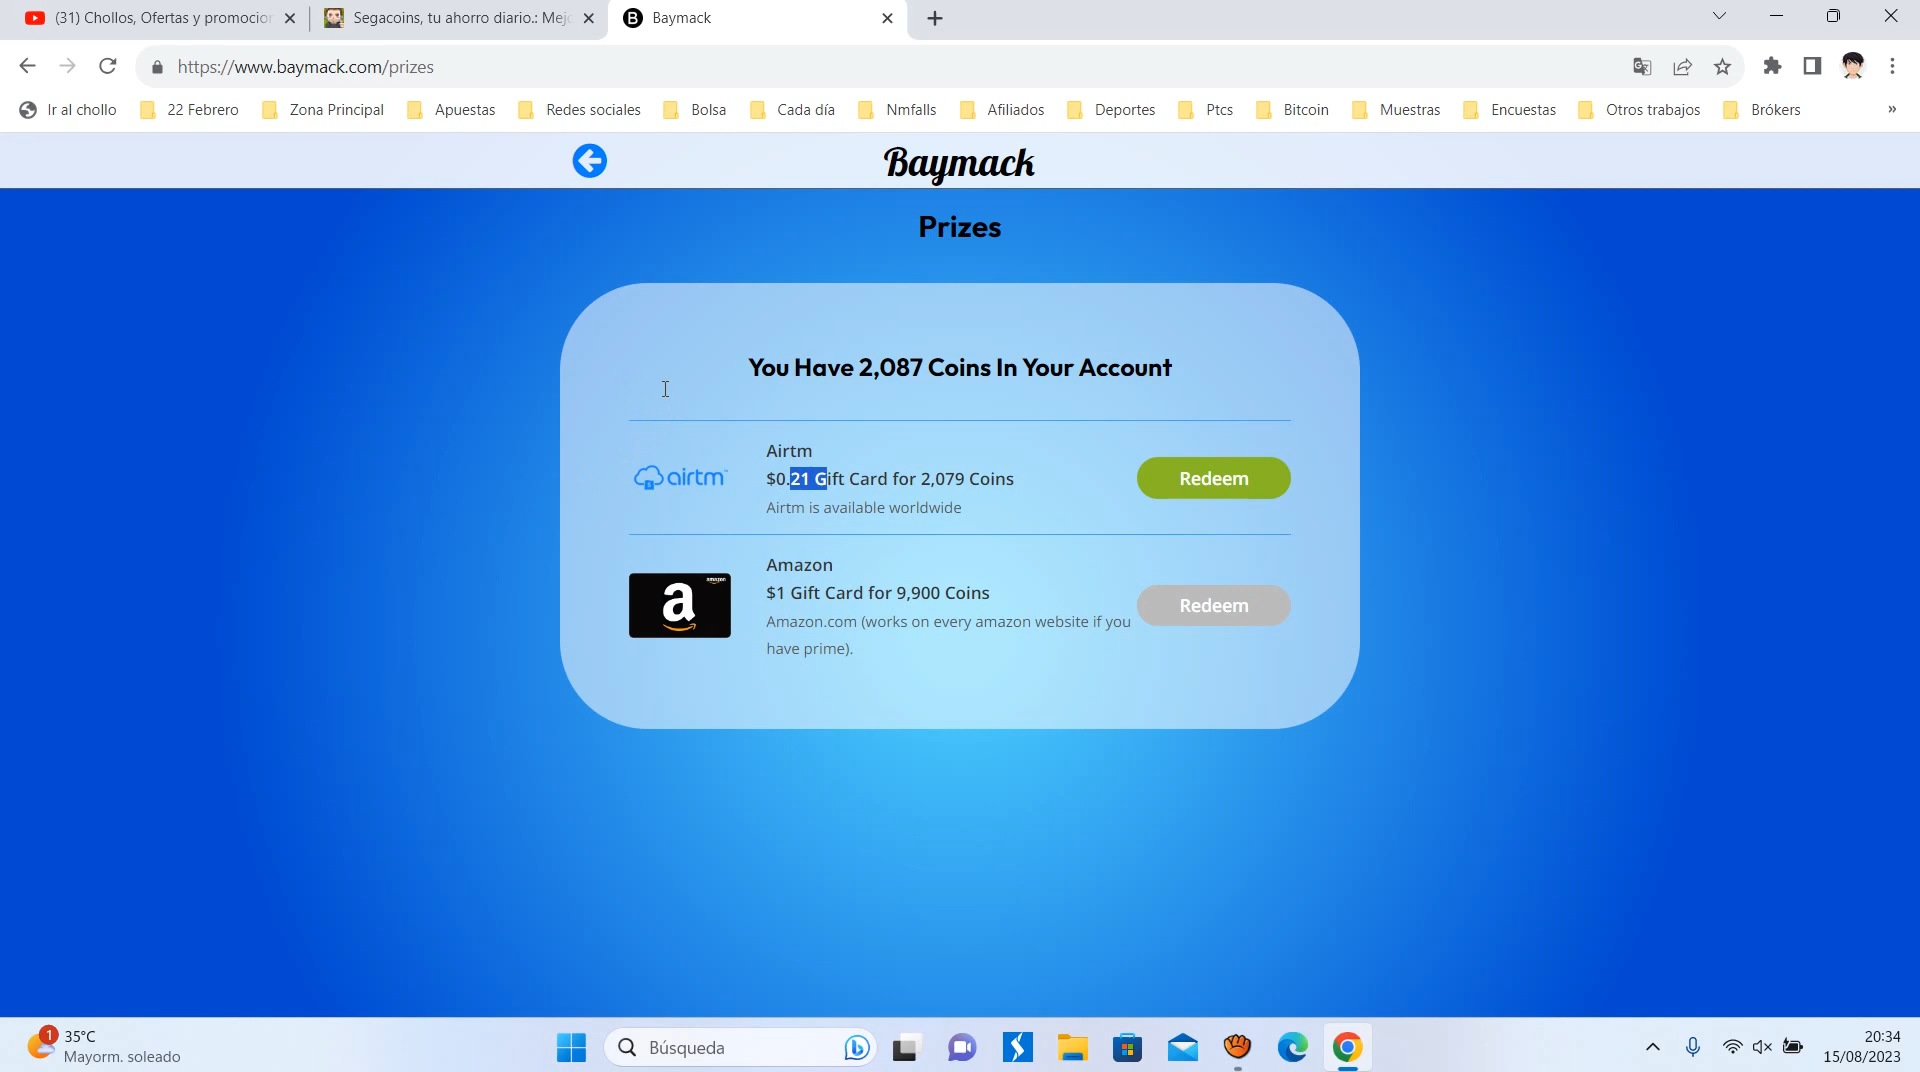 (31) Chollos, Ofertas y promocion
Segacoins, tu ahorro diario.: Mejo
Baymack
https://www.baymack.com/prizes
Ir al chollo
22 Febrero
Zona Principal
Apuestas
Redes sociales
Bolsa
Cada día
Nmfalls
Afiliados
Deportes
Ptcs
Bitcoin
Muestras
Encuestas
Otros trabajos
Brókers
»
Baymack
Prizes
You Have 2,087 Coins In Your Account
airtm
Airtm
$0.21 Gift Card for 2,079 Coins
Airtm is available worldwide
Redeem
amazon
a
Amazon
$1 Gift Card for 9,900 Coins
Amazon.com (works on every amazon website if you
have prime).
Redeem
1
35°C
Mayorm. soleado
Búsqueda
20:34
15/08/2023